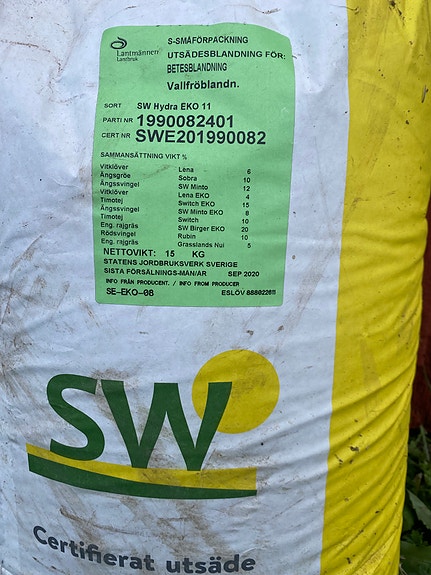 Lantmännen
Lantbruk
S-SMÅFÖRPACKNING
UTSÄDESBLANDNING FÖR:
BETESBLANDNING
Vallfröblandn.
SORT SW Hydra EKO 11
PARTI NR 1990082401
CERT NR SWE201990082
SAMMANSÄTTNING VIKT %
Vitklöver Lena 6
Ängsgröe Sobra 10
Ängssvingel SW Minto 12
Vitklöver Lena EKO 4
Timotej Switch EKO 15
Ängssvingel SW Minto EKO 8
Timotej Switch 10
Eng. rajgräs SW Birger EKO 20
Rödsvingel Rubin 10
Eng. rajgräs Grasslands Nui 5
NETTOVIKT: 15 KG
STATENS JORDBRUKSVERK SVERIGE
SISTA FÖRSÄLNINGS-MÅN/ÅR SEP 2020
INFO FRÅN PRODUCENT. / INFO FROM PRODUCER
SE-EKO-08 ESLÖV 888022611
SW
Certifierat utsäde